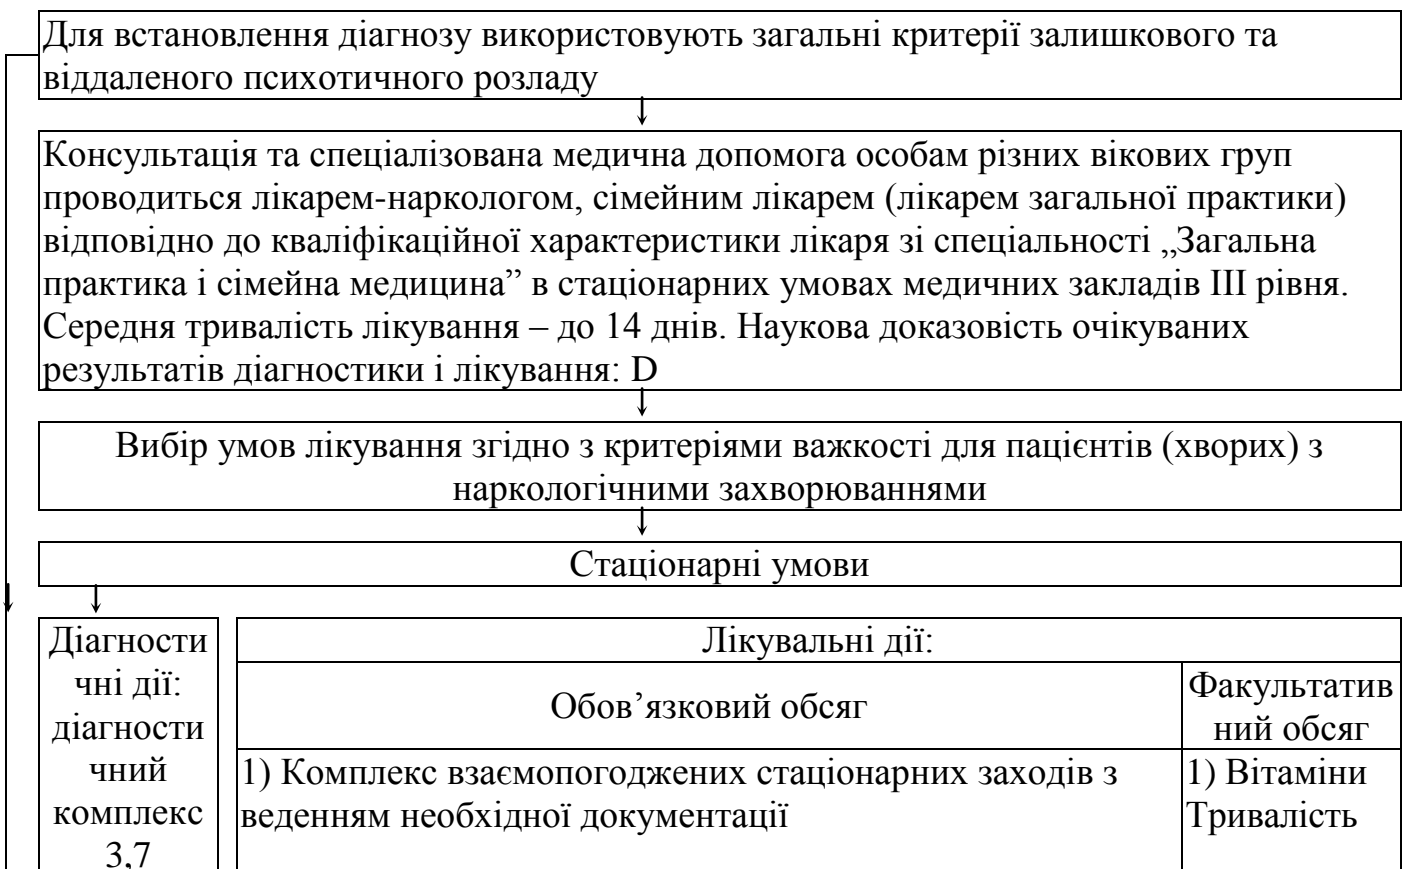 Для встановлення діагнозу використовують загальні критерії залишкового та
віддаленого психотичного розладу
Консультація та спеціалізована медична допомога особам різних вікових груп
проводиться лікарем-наркологом, сімейним лікарем (лікарем загальної практики)
відповідно до кваліфікаційної характеристики лікаря зі спеціальності „Загальна
практика і сімейна медицина” в стаціонарних умовах медичних закладів ІІІ рівня.
Середня тривалість лікування – до 14 днів. Наукова доказовість очікуваних
результатів діагностики і лікування: D
Вибір умов лікування згідно з критеріями важкості для пацієнтів (хворих) з
наркологічними захворюваннями
Стаціонарні умови
Діагности
чні дії:
діагности
чний
комплекс
3,7
Лікувальні дії:
Обов’язковий обсяг
Факультатив
ний обсяг
1) Комплекс взаємопогоджених стаціонарних заходів з
веденням необхідної документації
1) Вітаміни
Тривалість